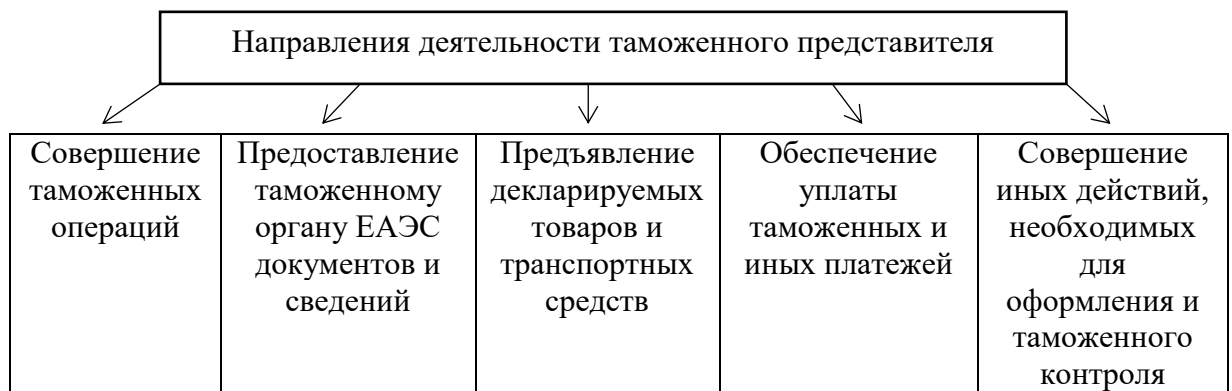 Направления деятельности таможенного представителя
Совершение
таможенных
операций
Предоставление
таможенному
органу ЕАЭС
документов и
сведений
Предъявление
декларируемых
товаров и
транспортных
средств
Обеспечение
уплаты
таможенных и
иных платежей
Совершение
иных действий,
необходимых
для
оформления и
таможенного
контроля